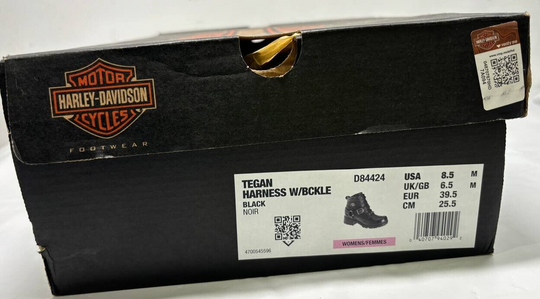 MOTOR
HARLEY-DAVIDSON
CYCLES
FOOTWEAR
TEGAN
HARNESS W/BCKLE
BLACK
NOIR
4700545596
D84424
WOMENS/FEMMES
USA 8.5 M
UK/GB 6.5 M
EUR 39.5
CM 25.5